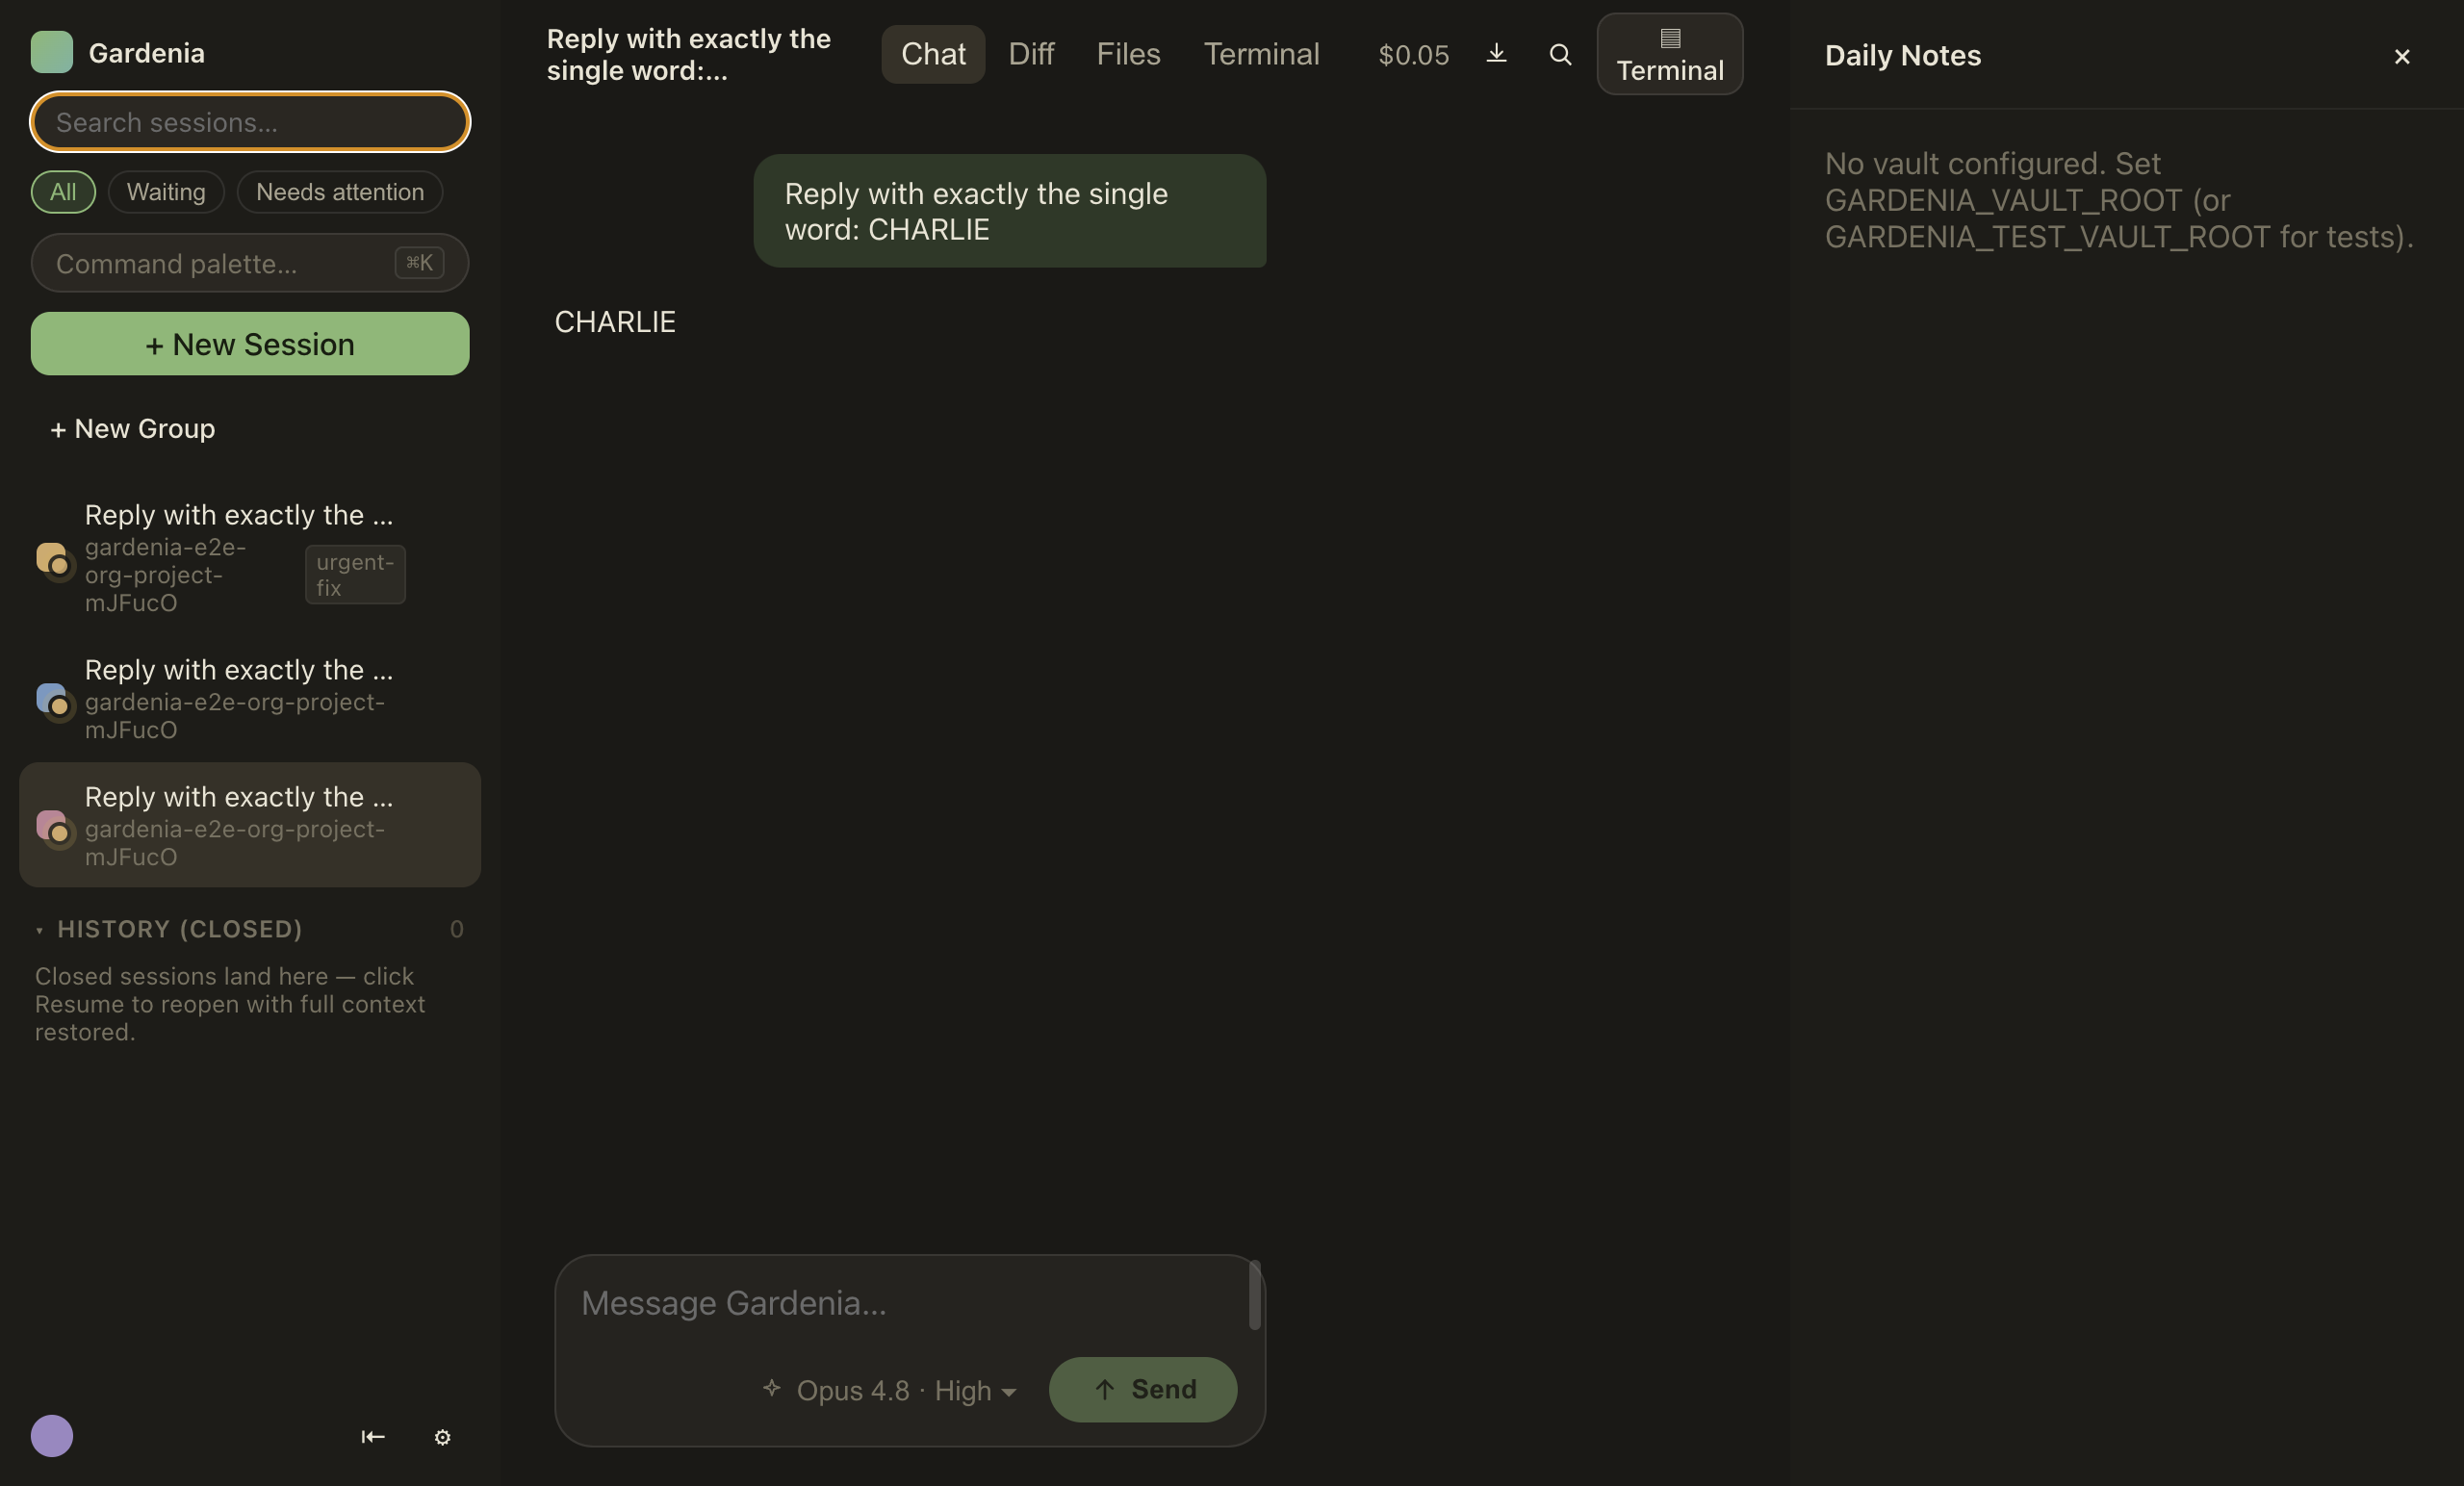 Gardenia
Search sessions...
All
Waiting
Needs attention
Command palette...
⌘K
+ New Session
+ New Group
Reply with exactly the ...
gardenia-e2e-
org-project-
mJFucO
urgent-
fix
Reply with exactly the ...
gardenia-e2e-org-project-
mJFucO
Reply with exactly the ...
gardenia-e2e-org-project-
mJFucO
HISTORY (CLOSED)
0
Closed sessions land here — click
Resume to reopen with full context
restored.
Reply with exactly the
single word:...
Chat
Diff
Files
Terminal
$0.05
Terminal
Reply with exactly the single
word: CHARLIE
CHARLIE
Message Gardenia...
Opus 4.8 · High
Send
Daily Notes
No vault configured. Set
GARDENIA_VAULT_ROOT (or
GARDENIA_TEST_VAULT_ROOT for tests).